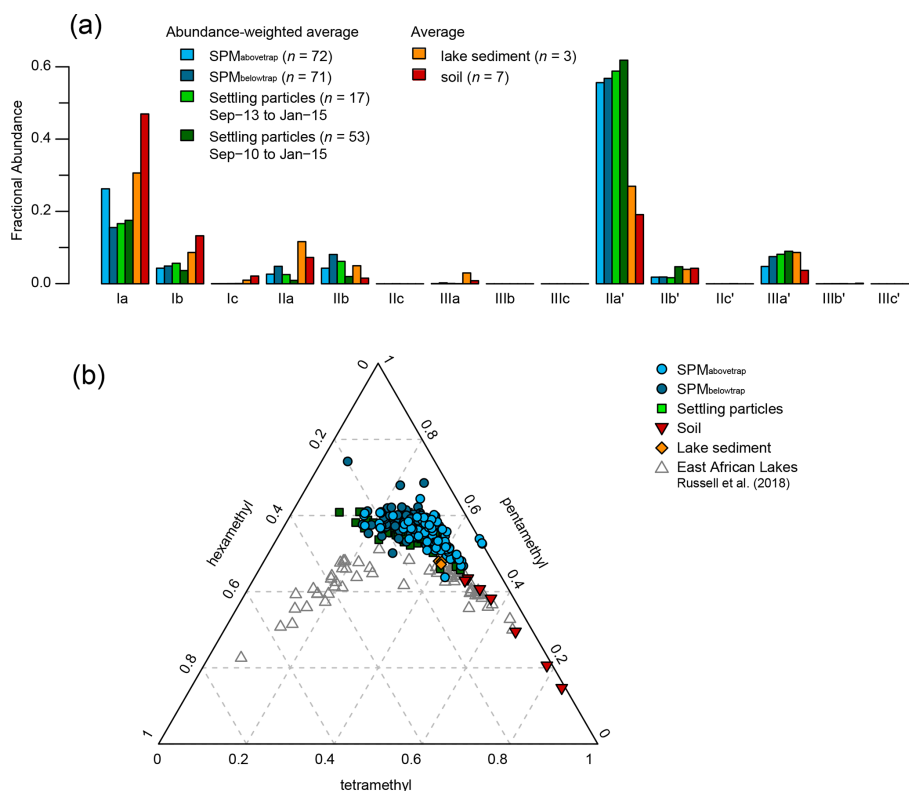 (a)
Abundance-weighted average
SPMabovetrap (n = 72)
SPMbelowtrap (n = 71)
Settling particles (n = 17)
Sep−13 to Jan−15
Settling particles (n = 53)
Sep−10 to Jan−15
Average
lake sediment (n = 3)
soil (n = 7)
Fractional Abundance
0.6
0.4
0.2
0.0
Ia Ib Ic IIa IIb IIc IIIa IIIb IIIc IIa' IIb' IIc' IIIa' IIIb' IIIc'
(b)
SPMabovetrap
SPMbelowtrap
Settling particles
Soil
Lake sediment
East African Lakes
Russell et al. (2018)
hexamethyl
0
0.2
0.4
0.6
0.8
1
pentamethyl
1
0.8
0.6
0.4
0.2
0
0 0.2 0.4 0.6 0.8 1
tetramethyl